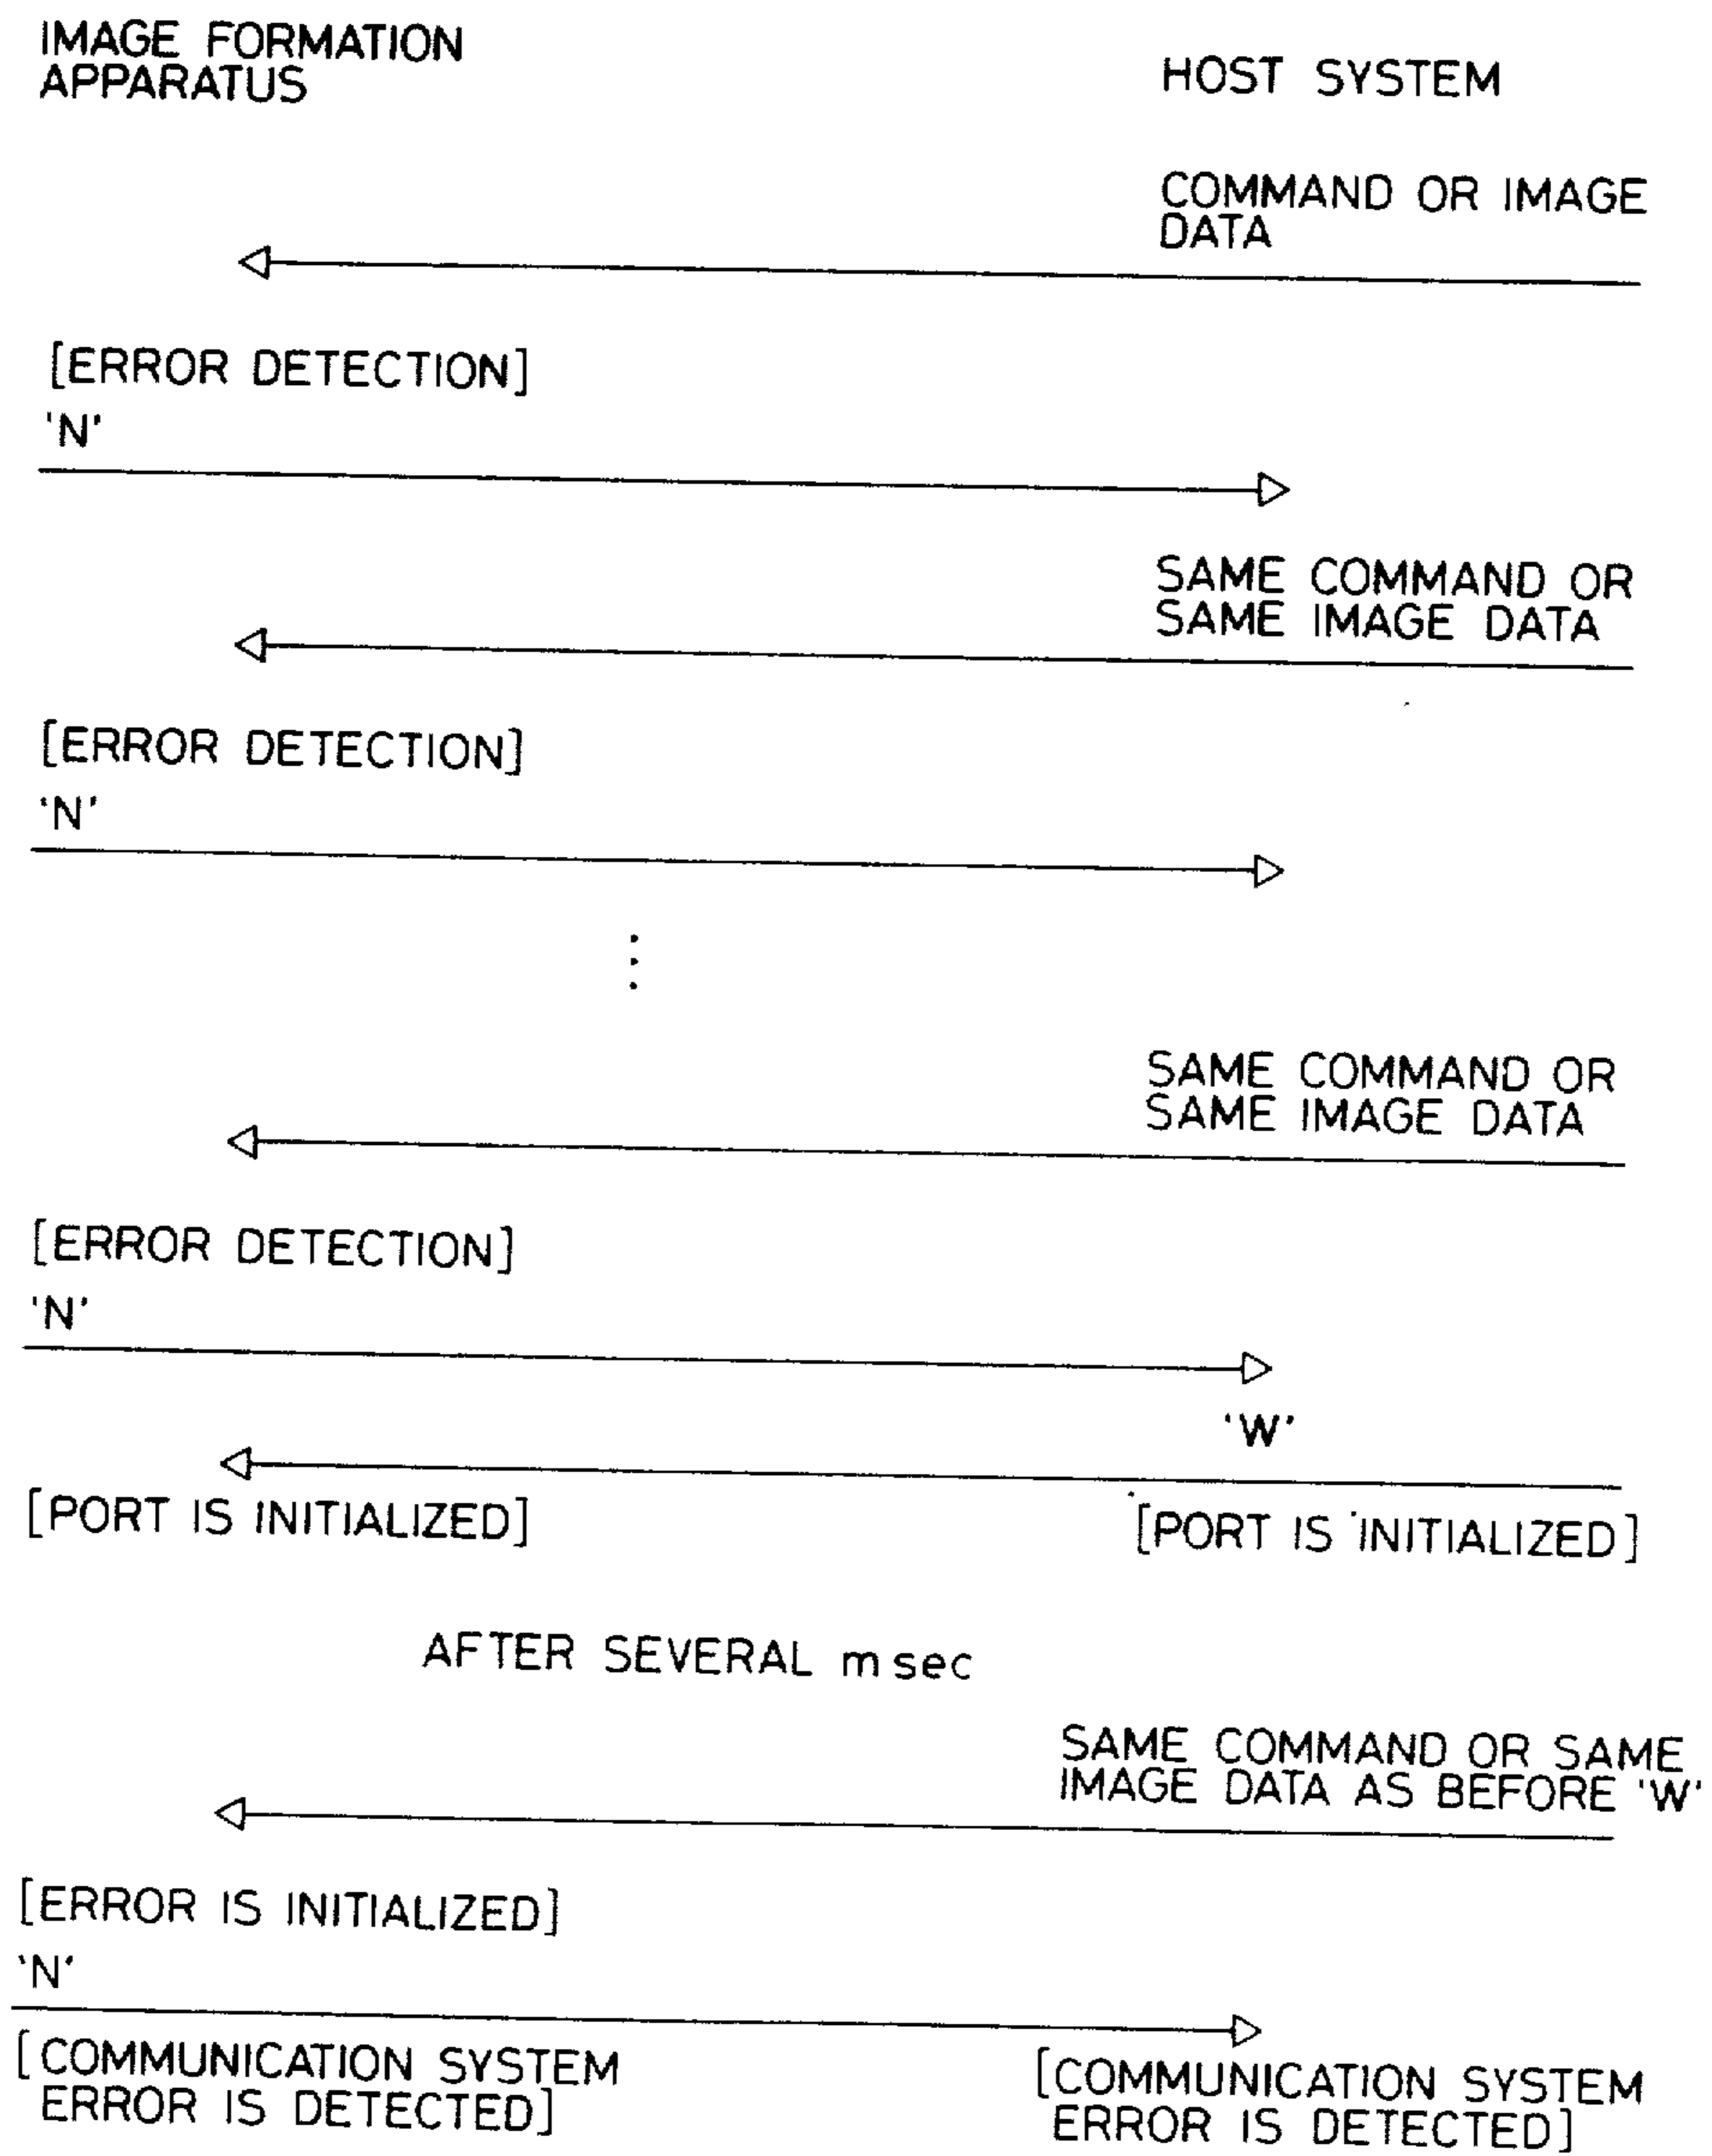 IMAGE FORMATION
APPARATUS
HOST SYSTEM
COMMAND OR IMAGE
DATA
[ERROR DETECTION]
'N'
SAME COMMAND OR
SAME IMAGE DATA
[ERROR DETECTION]
'N'
SAME COMMAND OR
SAME IMAGE DATA
[ERROR DETECTION]
'N'
'W'
[PORT IS INITIALIZED]
[PORT IS INITIALIZED]
AFTER SEVERAL msec
SAME COMMAND OR SAME
IMAGE DATA AS BEFORE 'W'
[ERROR IS INITIALIZED]
'N'
[COMMUNICATION SYSTEM
ERROR IS DETECTED]
[COMMUNICATION SYSTEM
ERROR IS DETECTED]